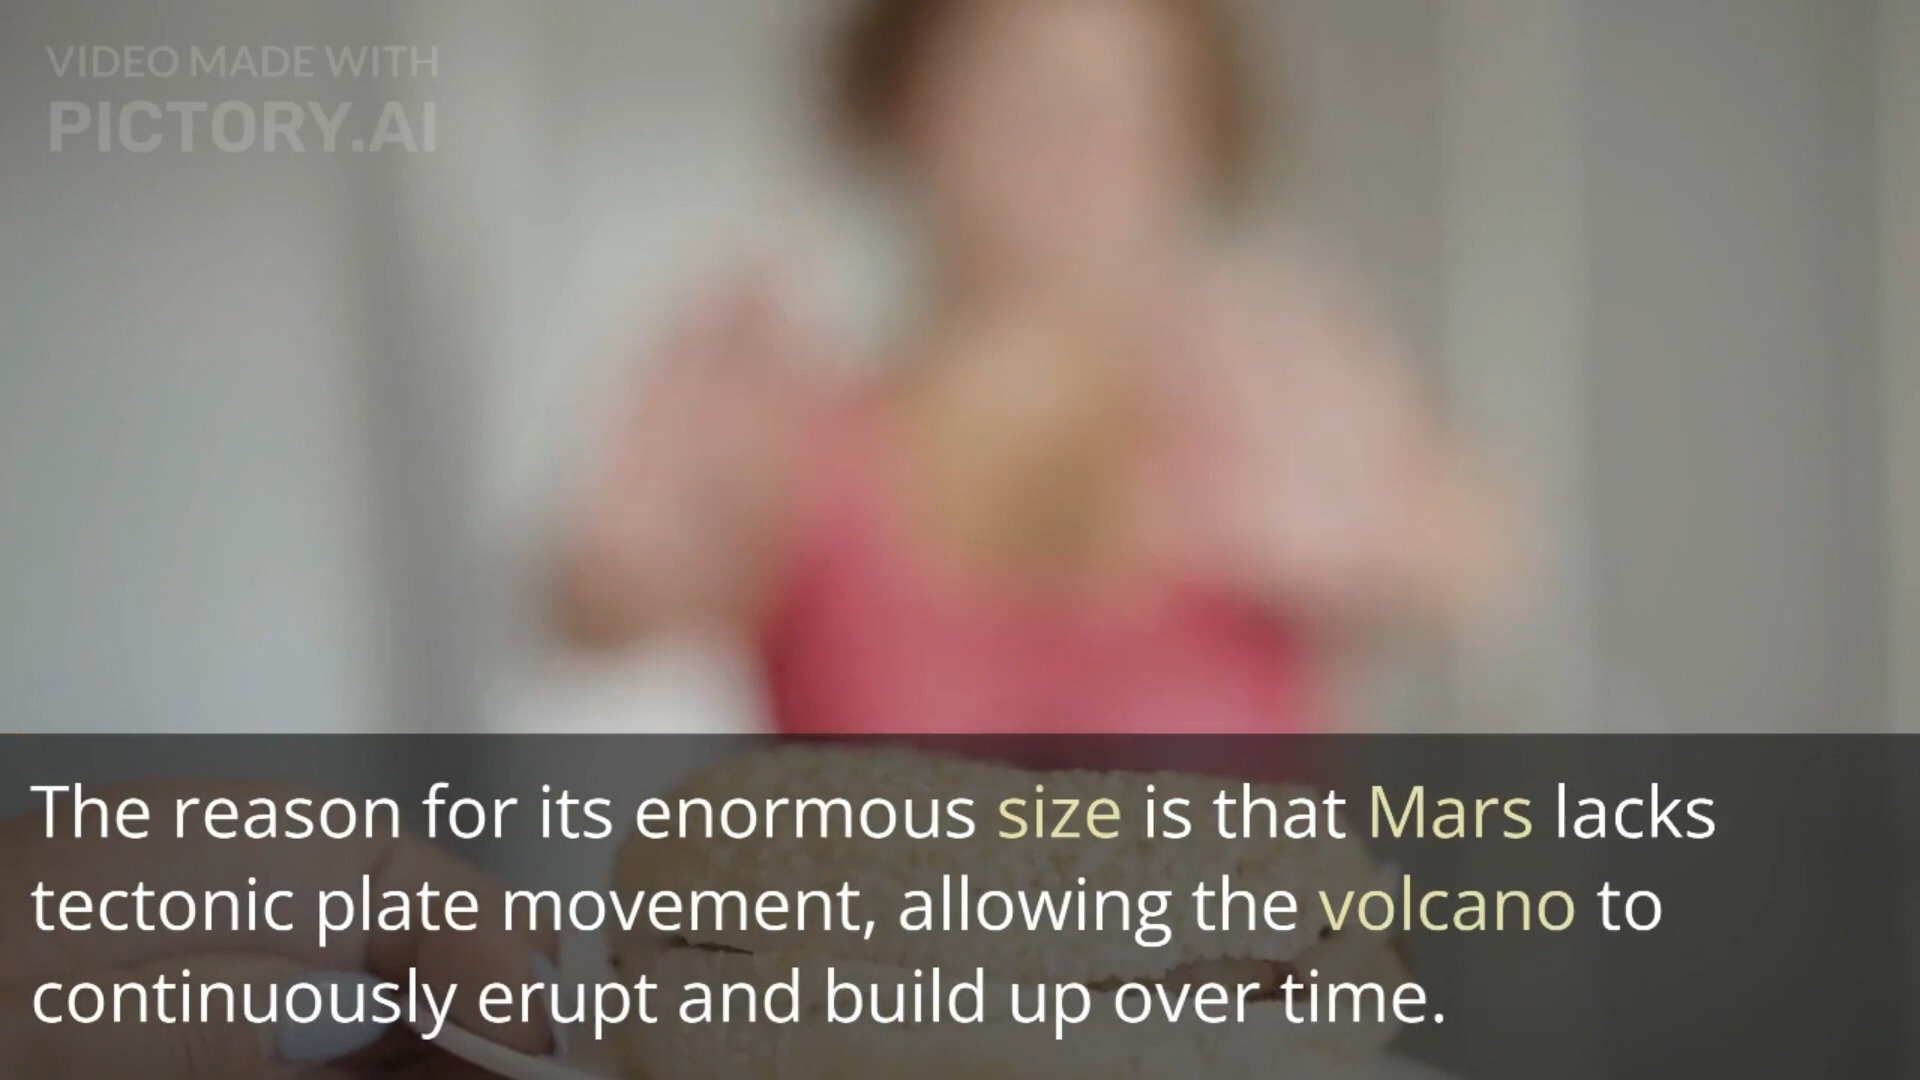 VIDEO MADE WITH
PICTORY.AI
The reason for its enormous size is that Mars lacks
tectonic plate movement, allowing the volcano to
continuously erupt and build up over time.